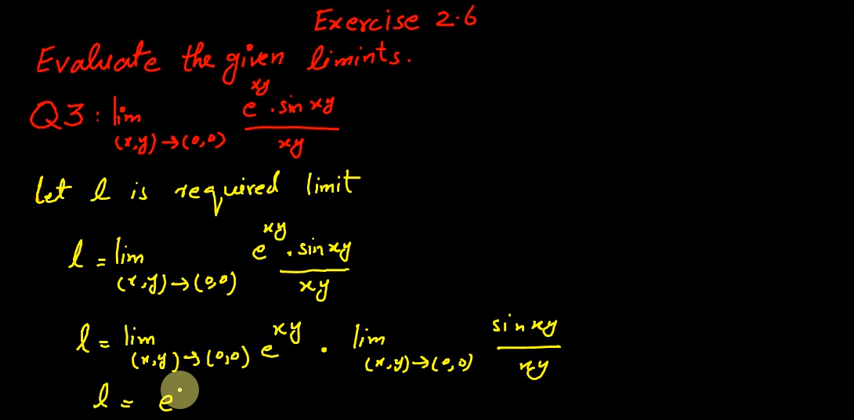 Exercise 2.6
Evaluate the given limints.
Q3: lim (x,y)→(0,0) e^xy . sin xy / xy
Let l is required limit
l = lim (x,y)→(0,0) e^xy . sin xy / xy
l = lim (x,y)→(0,0) e^xy . lim (x,y)→(0,0) sin xy / xy
l = e